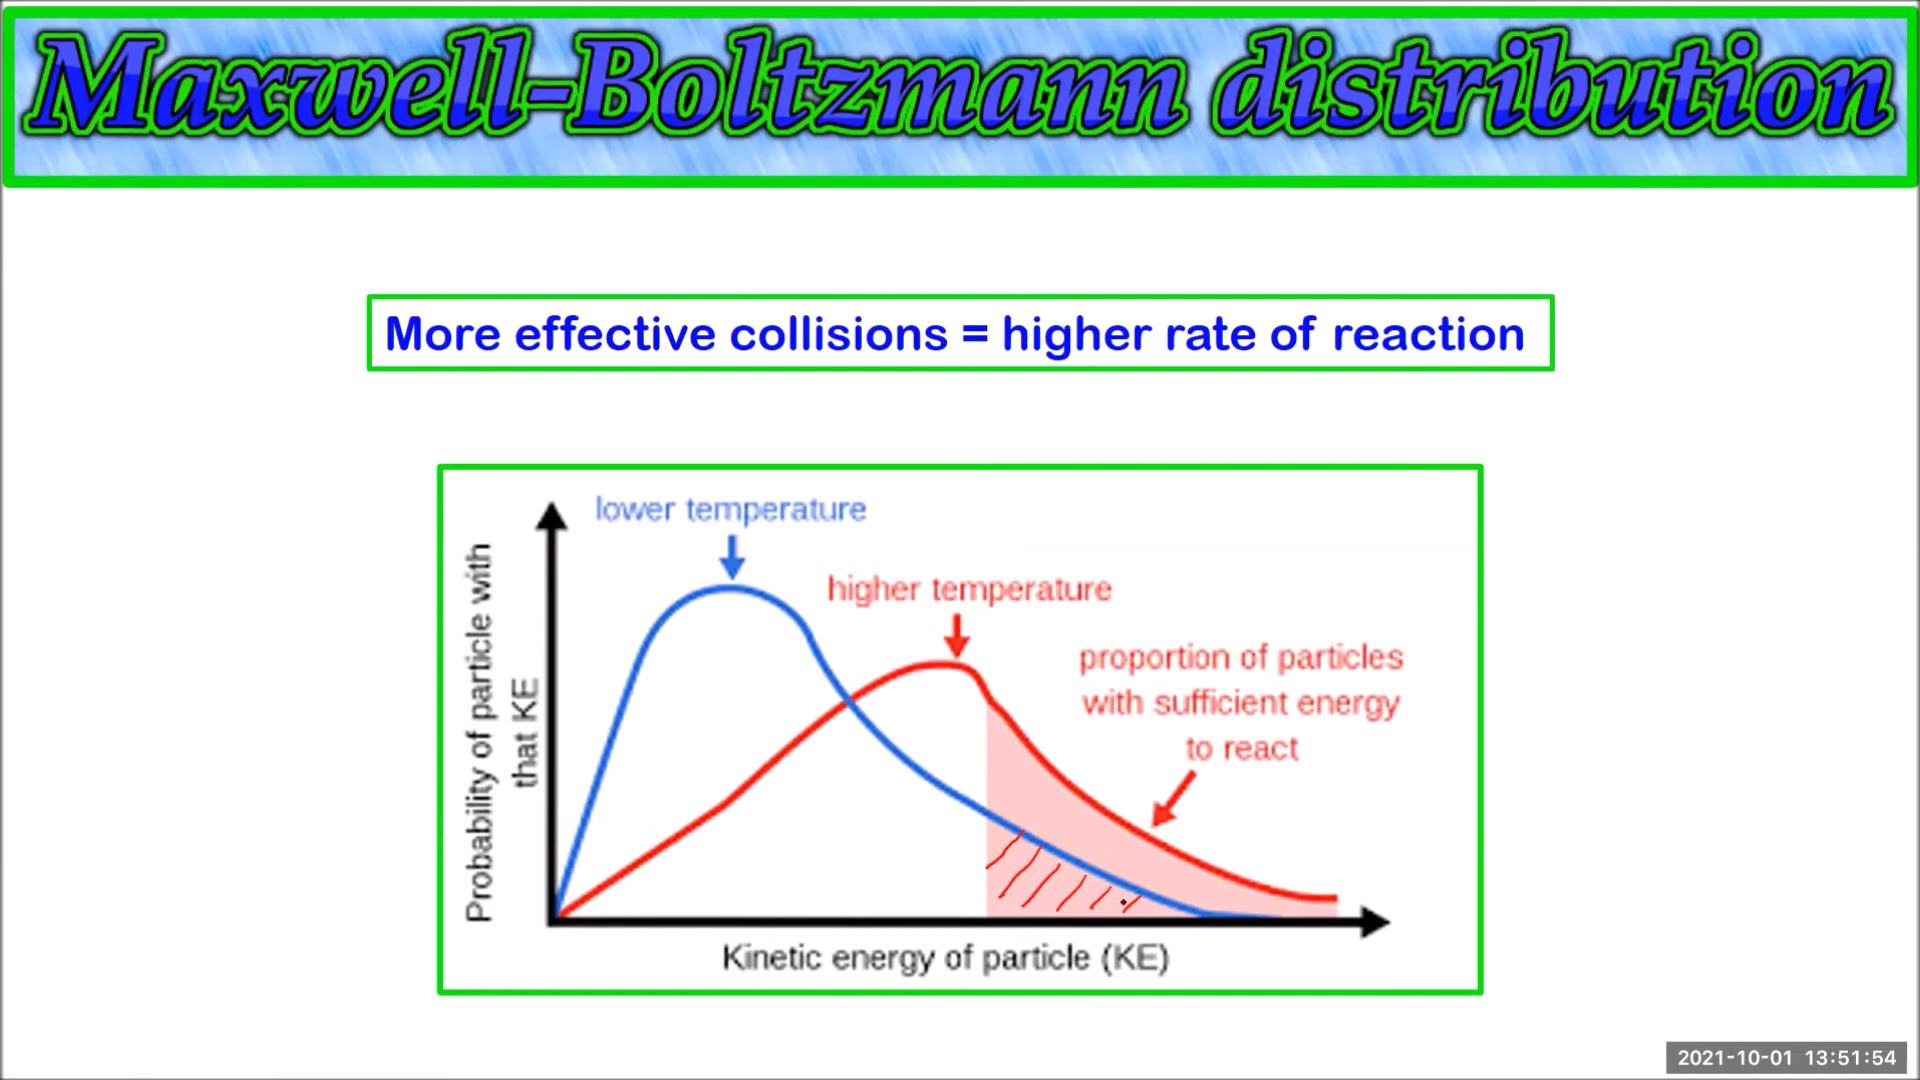 Maxwell-Boltzmann distribution
More effective collisions = higher rate of reaction
lower temperature
higher temperature
proportion of particles
with sufficient energy
to react
Probability of particle with
that KE
Kinetic energy of particle (KE)
2021-10-01 13:51:54